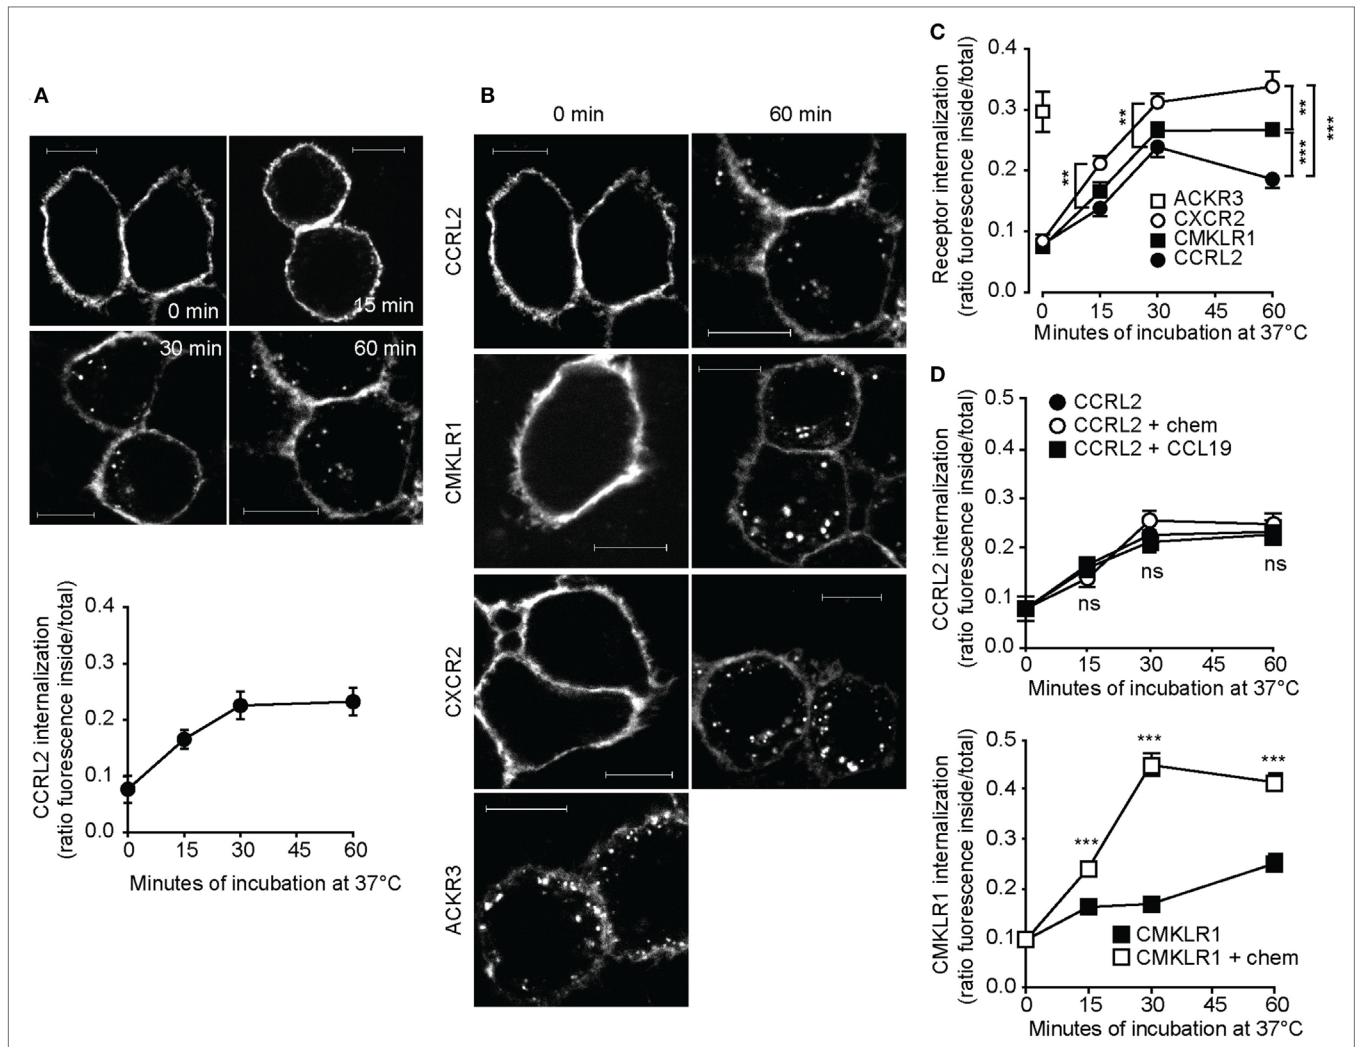 A
0 min
15 min
30 min
60 min
CCRL2 internalization
(ratio fluorescence inside/total)
0.4
0.3
0.2
0.1
0.0
0 15 30 45 60
Minutes of incubation at 37°C
B
0 min 60 min
CCRL2
CMKLR1
CXCR2
ACKR3
C
Receptor internalization
(ratio fluorescence inside/total)
0.4
0.3
0.2
0.1
0.0
**
**
**
***
***
ACKR3
CXCR2
CMKLR1
CCRL2
0 15 30 45 60
Minutes of incubation at 37°C
D
CCRL2 internalization
(ratio fluorescence inside/total)
0.5
0.4
0.3
0.2
0.1
0.0
CCRL2
CCRL2 + chem
CCRL2 + CCL19
ns
ns
ns
0 15 30 45 60
Minutes of incubation at 37°C
CMKLR1 internalization
(ratio fluorescence inside/total)
0.5
0.4
0.3
0.2
0.1
0.0
***
***
***
CMKLR1
CMKLR1 + chem
0 15 30 45 60
Minutes of incubation at 37°C